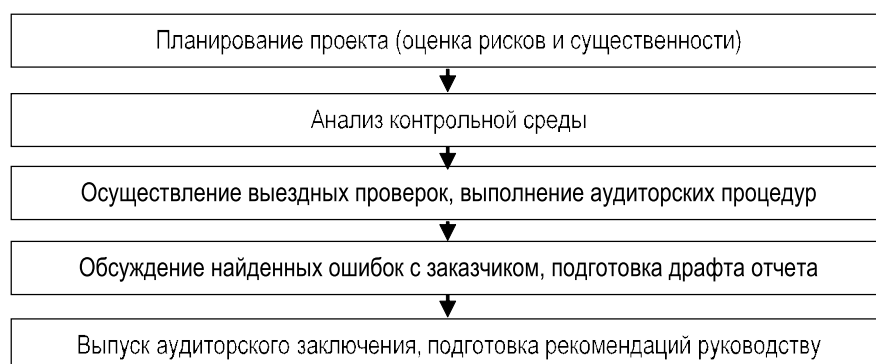 Планирование проекта (оценка рисков и существенности)
Анализ контрольной среды
Осуществление выездных проверок, выполнение аудиторских процедур
Обсуждение найденных ошибок с заказчиком, подготовка драфта отчета
Выпуск аудиторского заключения, подготовка рекомендаций руководству